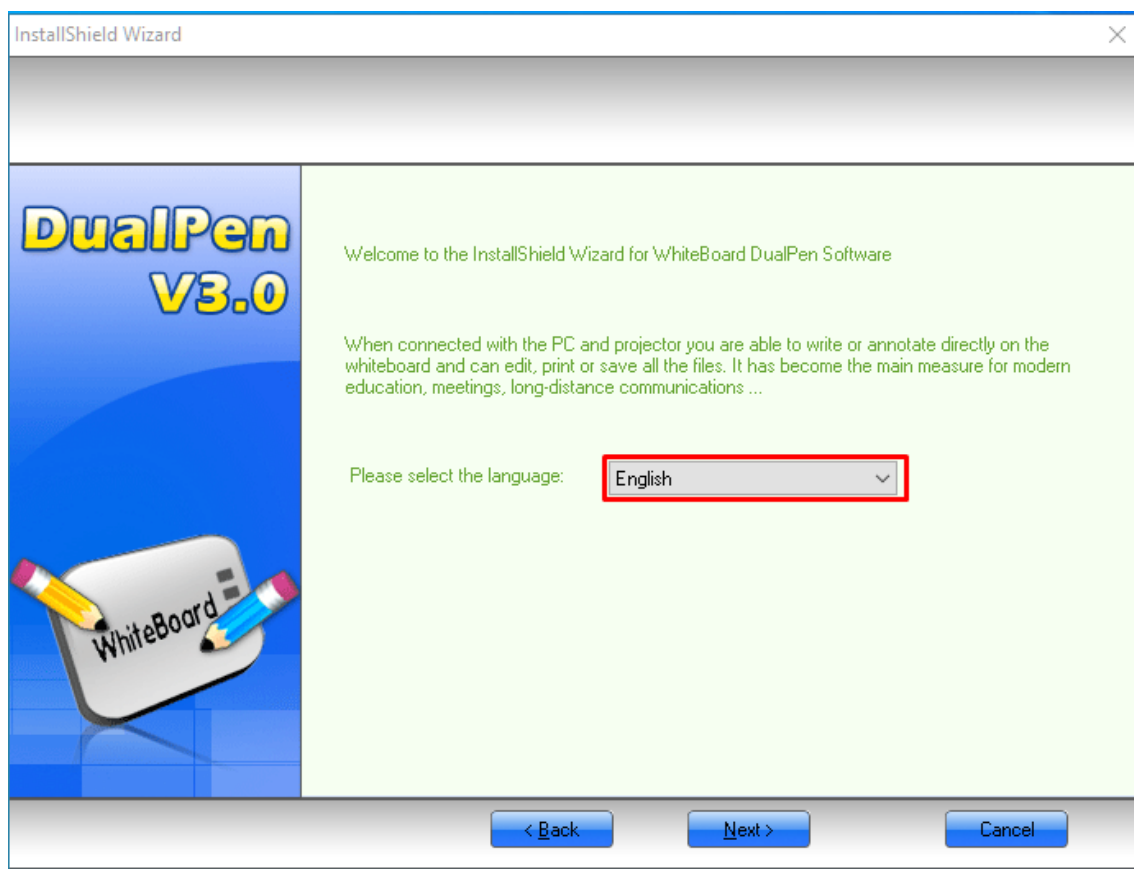 InstallShield Wizard
DualPen
V3.0
Welcome to the InstallShield Wizard for WhiteBoard DualPen Software
When connected with the PC and projector you are able to write or annotate directly on the
whiteboard and can edit, print or save all the files. It has become the main measure for modern
education, meetings, long-distance communications ...
Please select the language:
English
WhiteBoard
< Back
Next >
Cancel